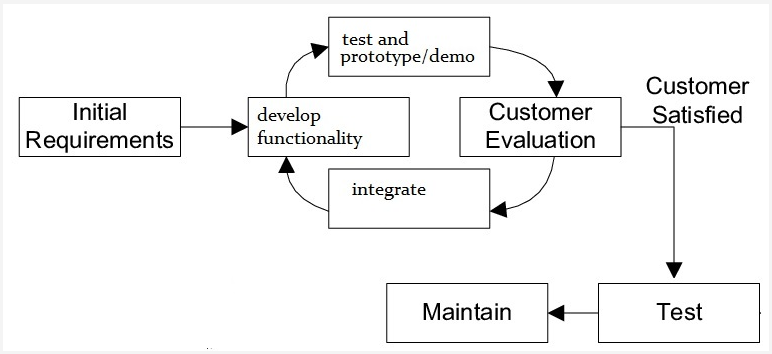 test and
prototype/demo
Customer
Satisfied
Initial
Requirements
develop
functionality
Customer
Evaluation
integrate
Maintain
Test